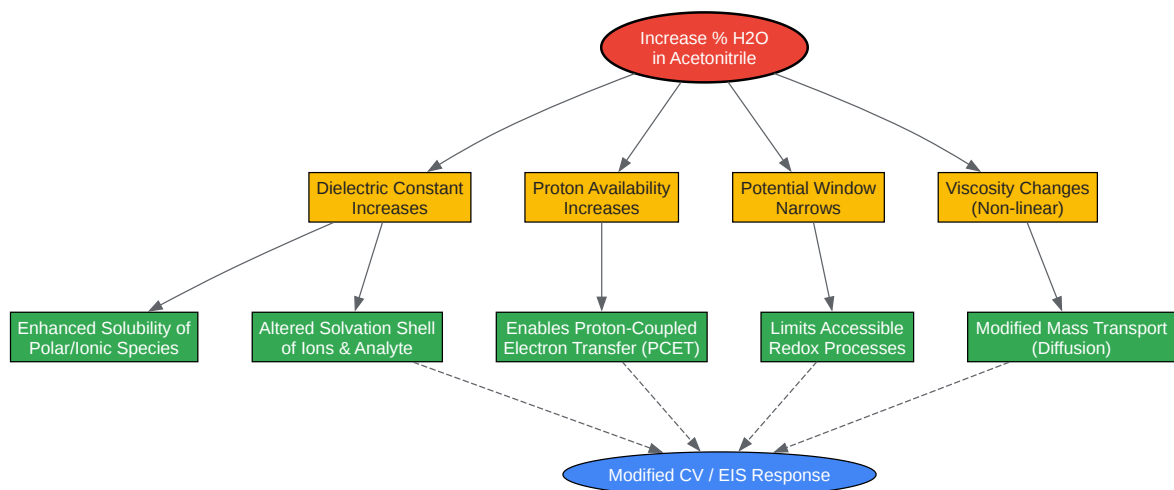 Increase % H2O
in Acetonitrile
Dielectric Constant
Increases
Proton Availability
Increases
Potential Window
Narrows
Viscosity Changes
(Non-linear)
Enhanced Solubility of
Polar/Ionic Species
Altered Solvation Shell
of Ions & Analyte
Enables Proton-Coupled
Electron Transfer (PCET)
Limits Accessible
Redox Processes
Modified Mass Transport
(Diffusion)
Modified CV / EIS Response